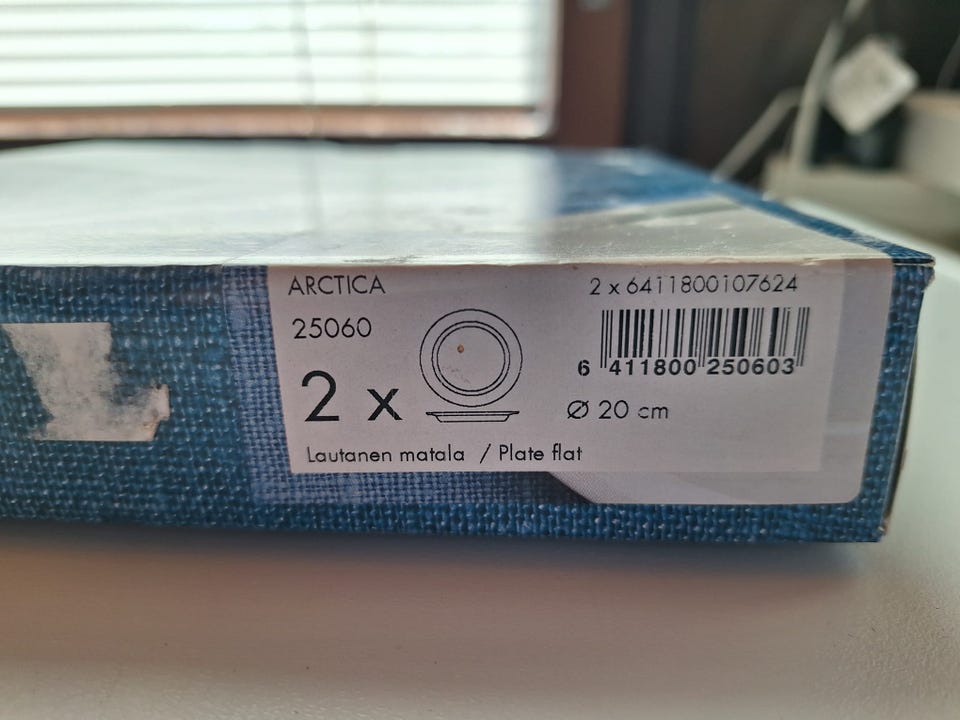 ARCTICA
25060
2 x
Lautanen matala / Plate flat
2 x 6411800107624
6 411800 250603
Ø 20 cm